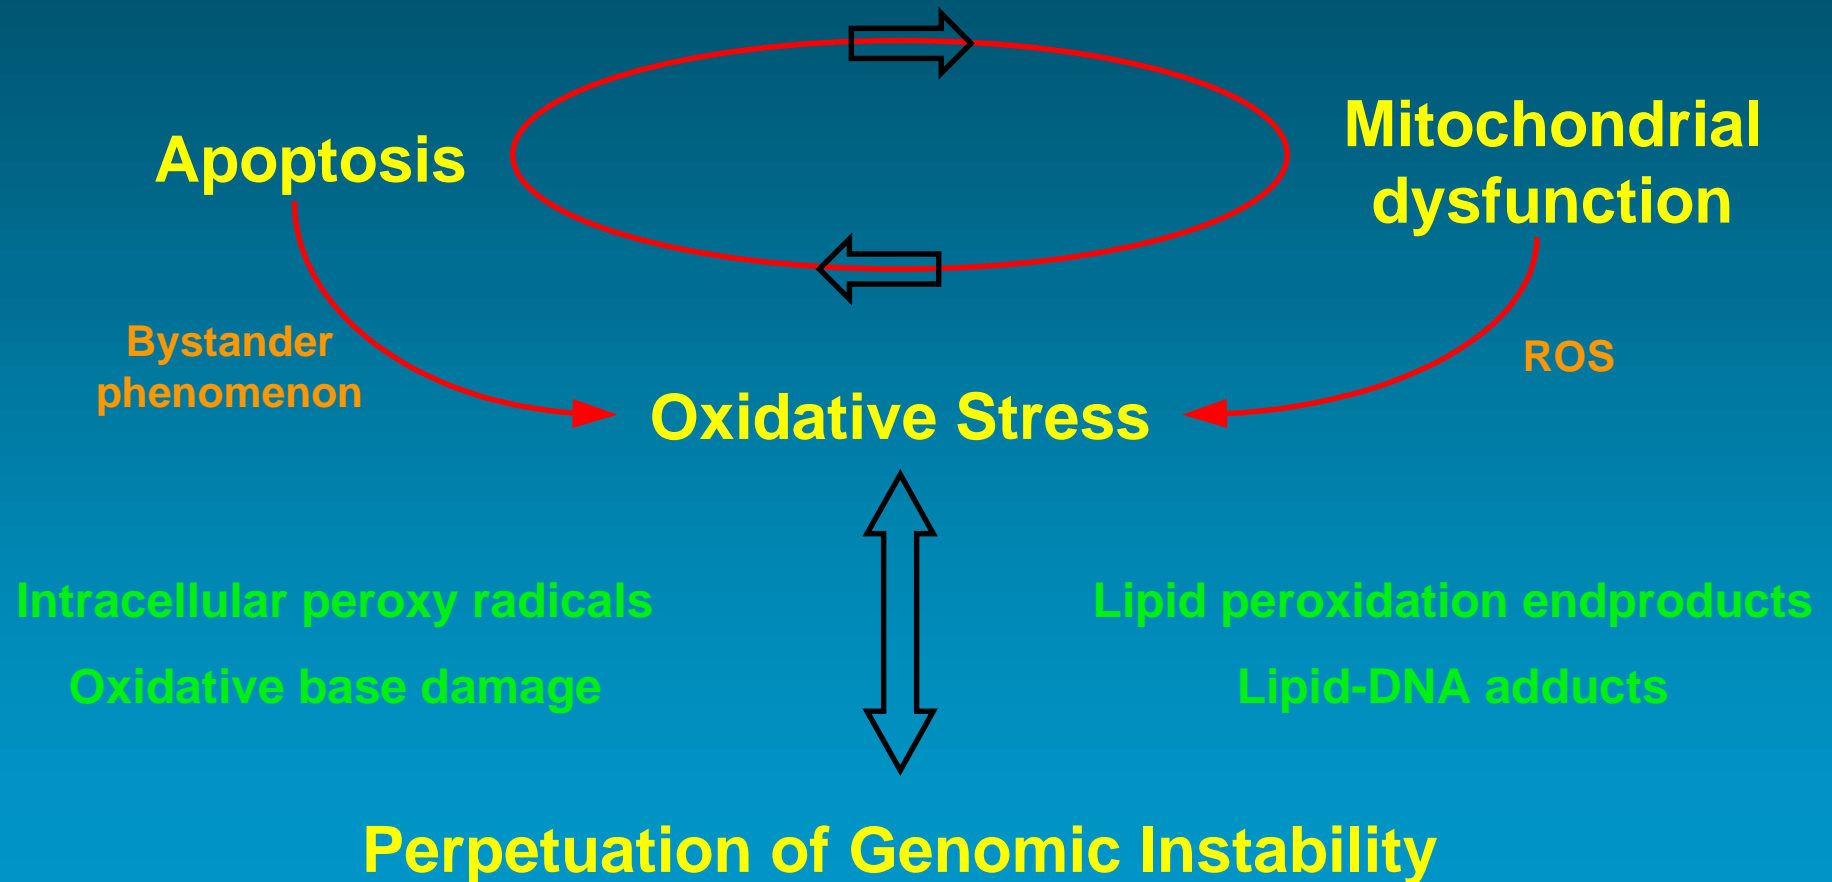 Apoptosis
Mitochondrial
dysfunction
Bystander
phenomenon
ROS
Oxidative Stress
Intracellular peroxy radicals
Lipid peroxidation endproducts
Oxidative base damage
Lipid-DNA adducts
Perpetuation of Genomic Instability